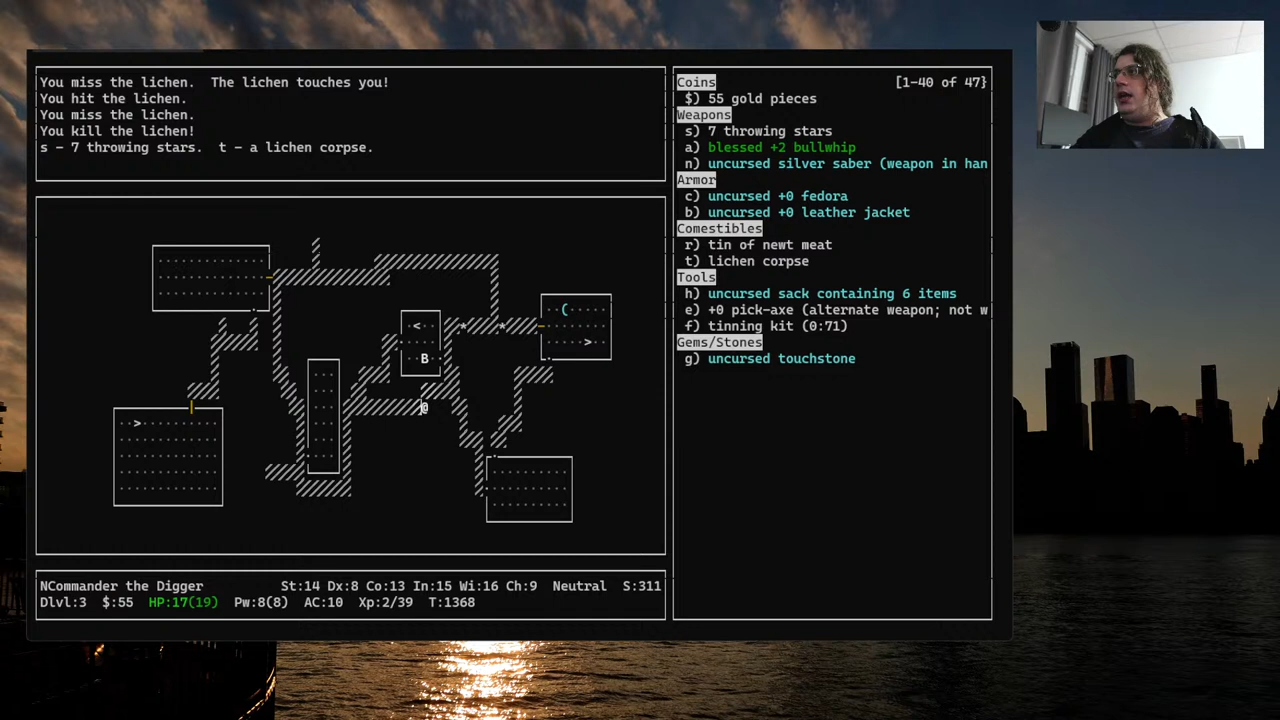 You miss the lichen.  The lichen touches you!
You hit the lichen.
You miss the lichen.
You kill the lichen!
s - 7 throwing stars.  t - a lichen corpse.
Coins [1-40 of 47}
$) 55 gold pieces
Weapons
s) 7 throwing stars
a) blessed +2 bullwhip
n) uncursed silver saber (weapon in han
Armor
c) uncursed +0 fedora
b) uncursed +0 leather jacket
Comestibles
r) tin of newt meat
t) lichen corpse
Tools
h) uncursed sack containing 6 items
e) +0 pick-axe (alternate weapon; not w
f) tinning kit (0:71)
Gems/Stones
g) uncursed touchstone
(
<
* *
>
B
@
>
NCommander the Digger St:14 Dx:8 Co:13 In:15 Wi:16 Ch:9 Neutral S:311
Dlvl:3 $:55 HP:17(19) Pw:8(8) AC:10 Xp:2/39 T:1368